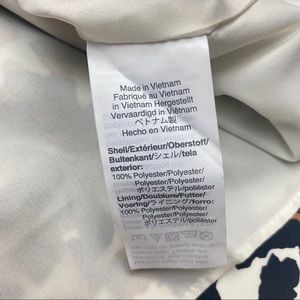 Made in Vietnam
Fabriqué au Vietnam
in Vietnam Hergestellt
Vervaardigd in Vietnam
ベトナム製
Hecho en Vietnam
Shell/Extérieur/Oberstoff/
Buitenkant/シェル/tela
exterior:
100% Polyester/Polyester/
Polyester/Polyester/
ポリエステル/poliéster
Lining/Doublure/Futter/
Voering/ライニング/forro:
100% Polyester/Polyester/
Polyester/Polyester/
ポリエステル/poliéster